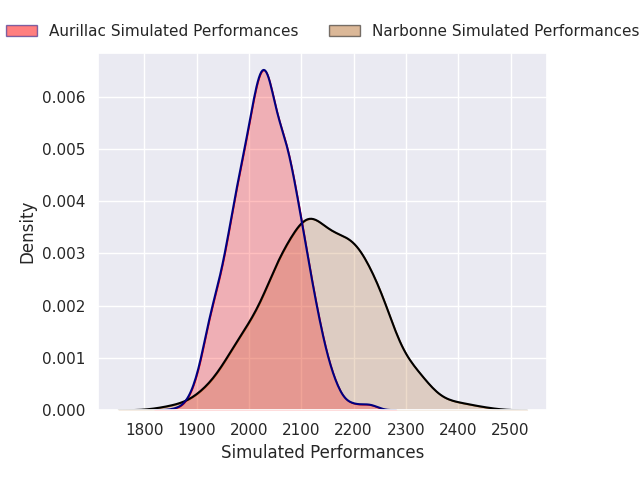 Aurillac Simulated Performances
Narbonne Simulated Performances
0.006
0.005
0.004
0.003
0.002
0.001
0.000
Density
1800 1900 2000 2100 2200 2300 2400 2500
Simulated Performances